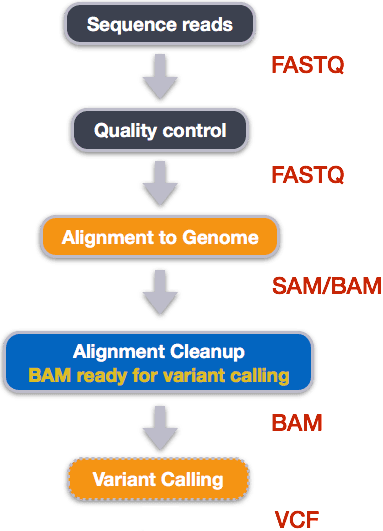 Sequence reads
FASTQ
Quality control
FASTQ
Alignment to Genome
SAM/BAM
Alignment Cleanup
BAM ready for variant calling
BAM
Variant Calling
VCF